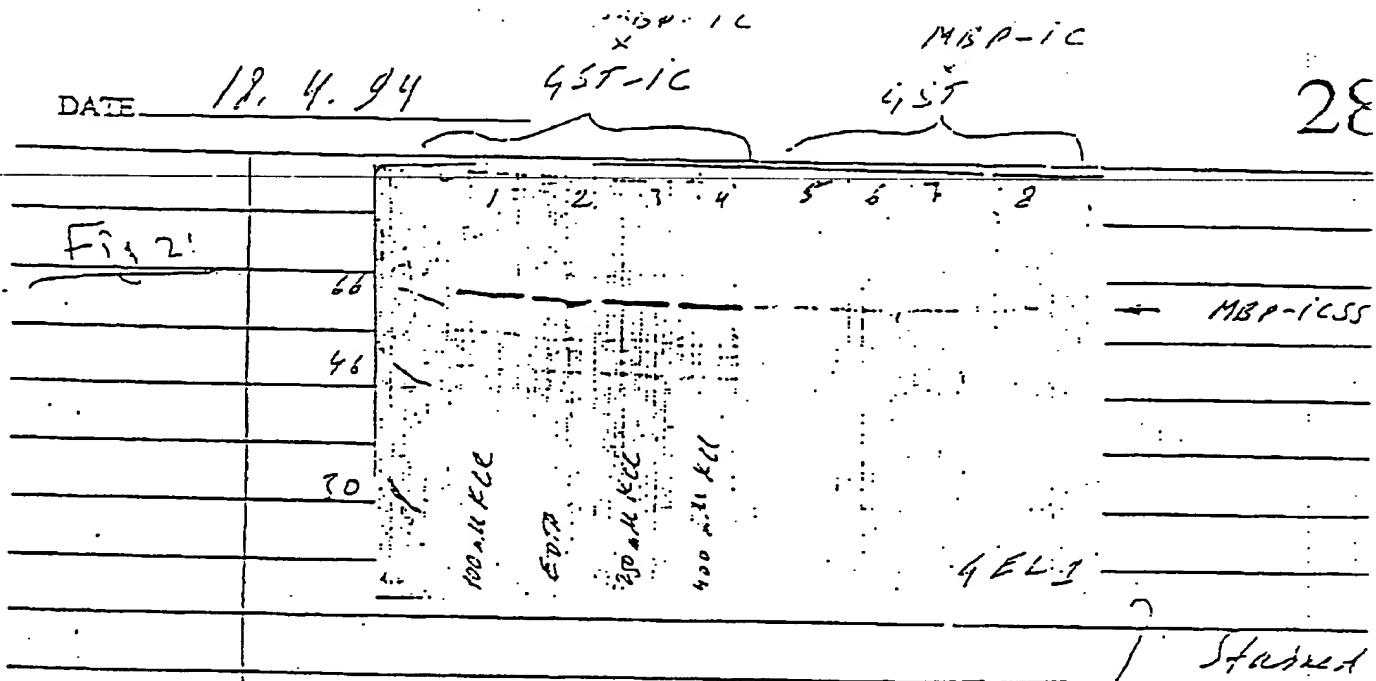 MBP-iC
x
GST-iC
MBP-iC
x
GST
28
DATE 18. 4. 94
1 2 3 4 5 6 7 8
Fig 2:
66
← MBP-iC55
46
30
100 mM KCl
EDTA
250 mM KCl
400 mM KCl
GEL 1
Stained